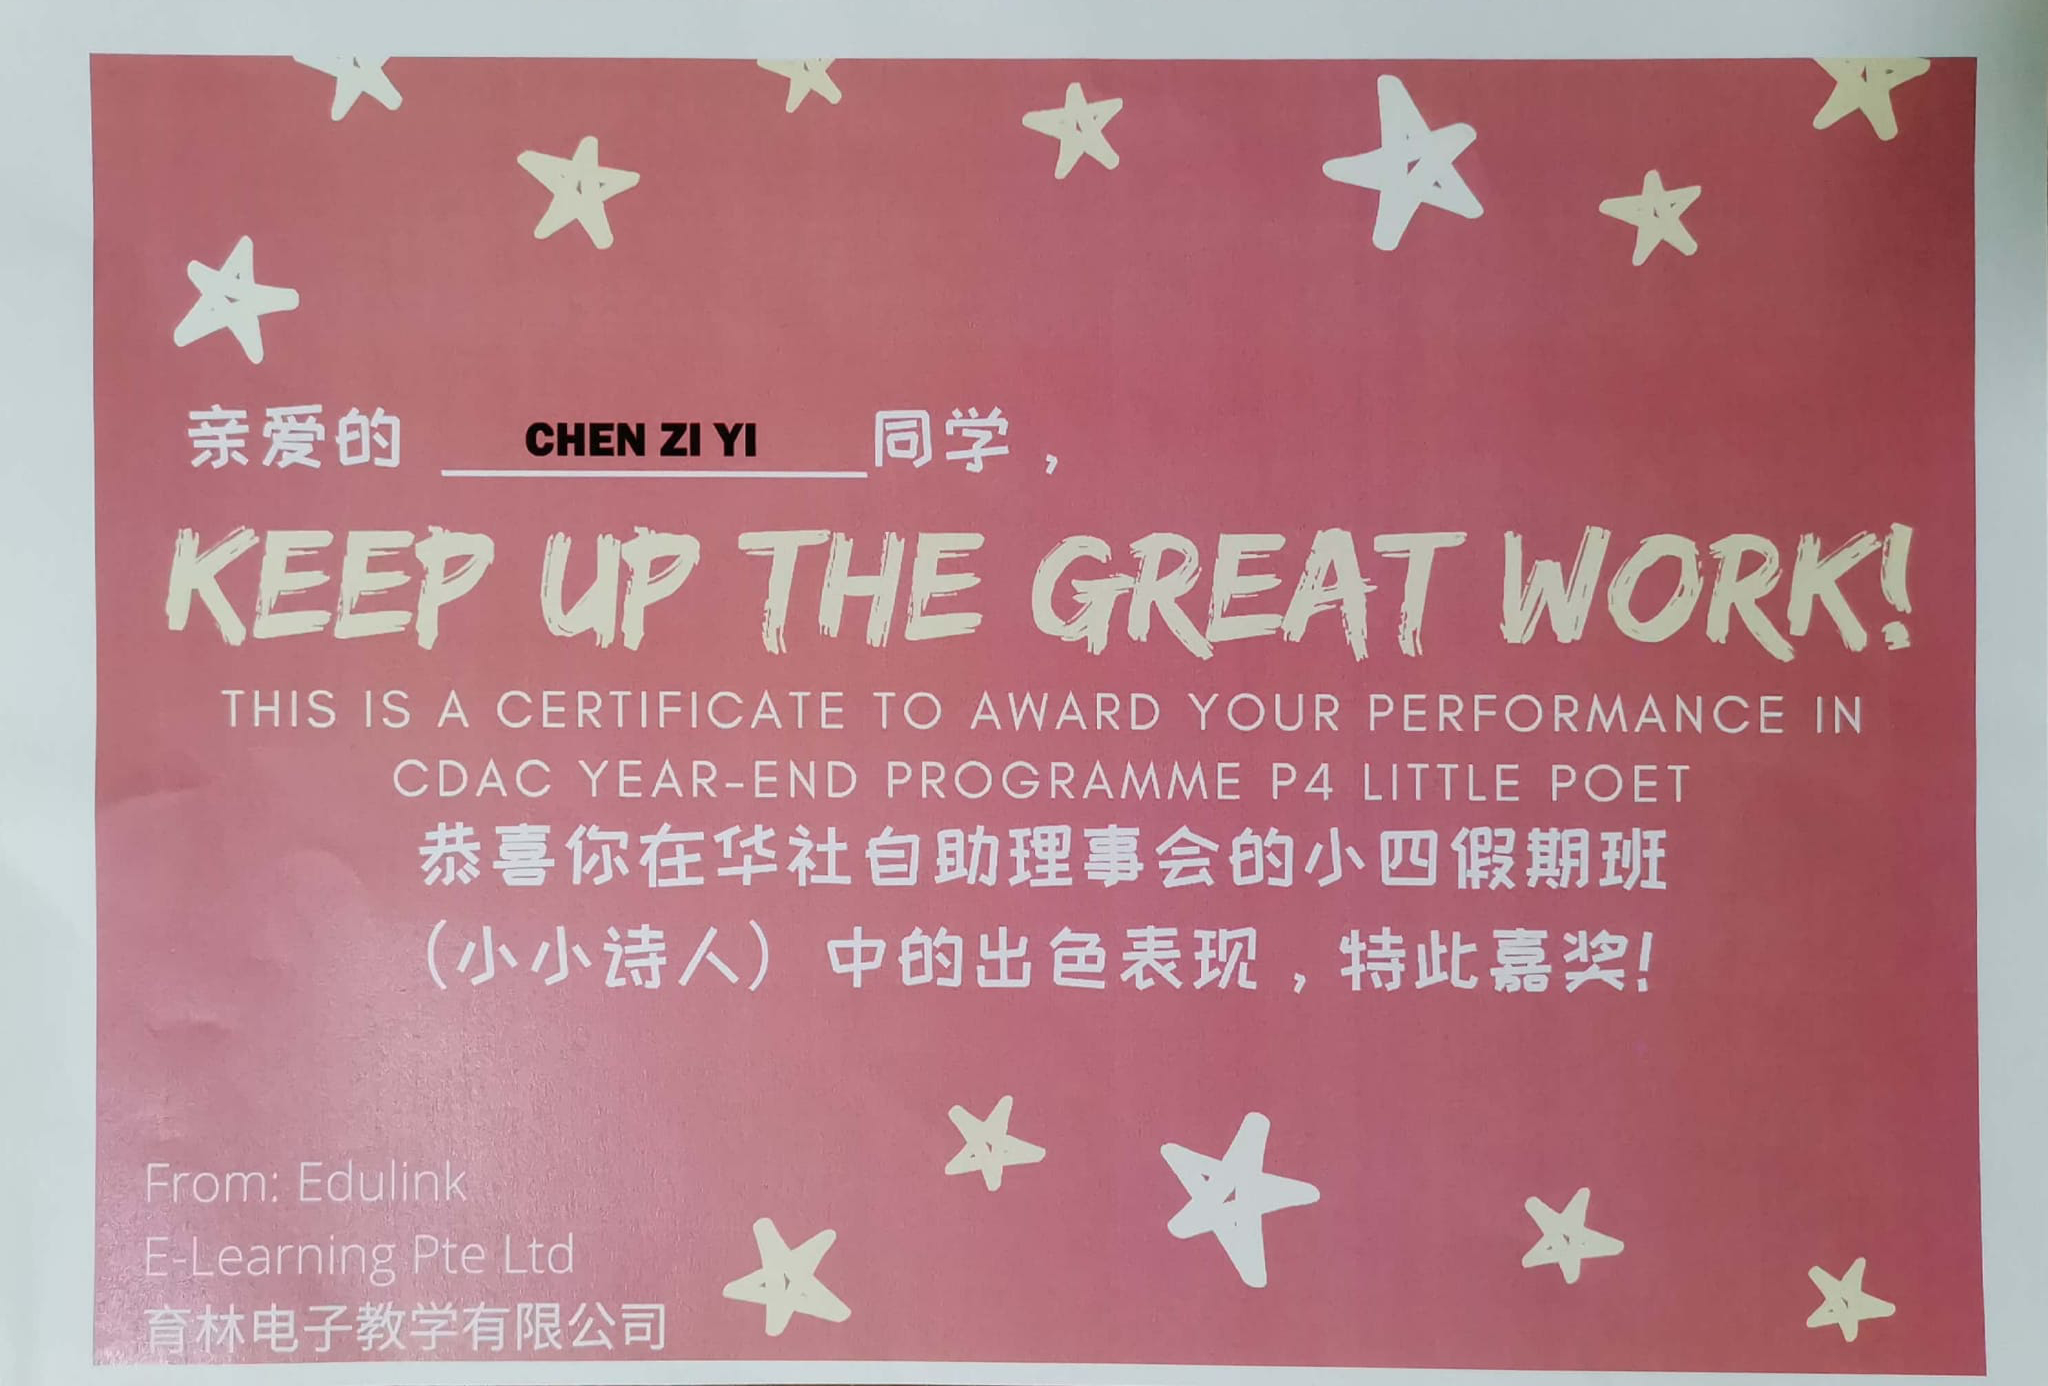 亲爱的 CHEN ZI YI 同学，
KEEP UP THE GREAT WORK!
THIS IS A CERTIFICATE TO AWARD YOUR PERFORMANCE IN
CDAC YEAR-END PROGRAMME P4 LITTLE POET
恭喜你在华社自助理事会的小四假期班
（小小诗人）中的出色表现，特此嘉奖!
From: Edulink
E-Learning Pte Ltd
育林电子教学有限公司